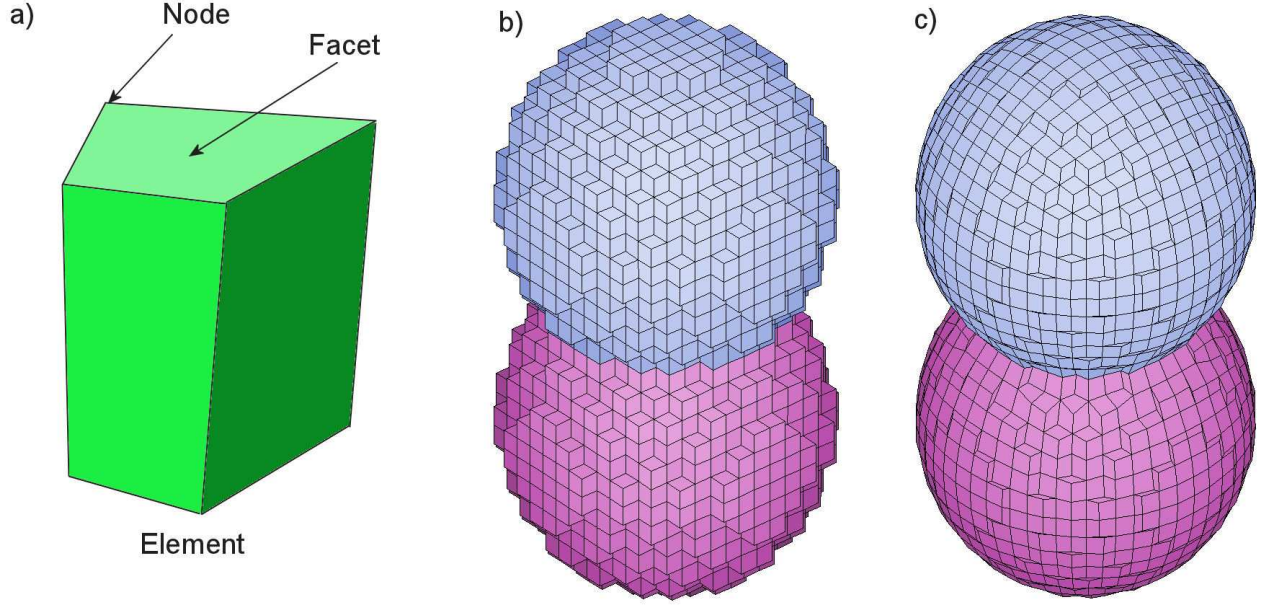 a)
Node
Facet
Element
b)
c)